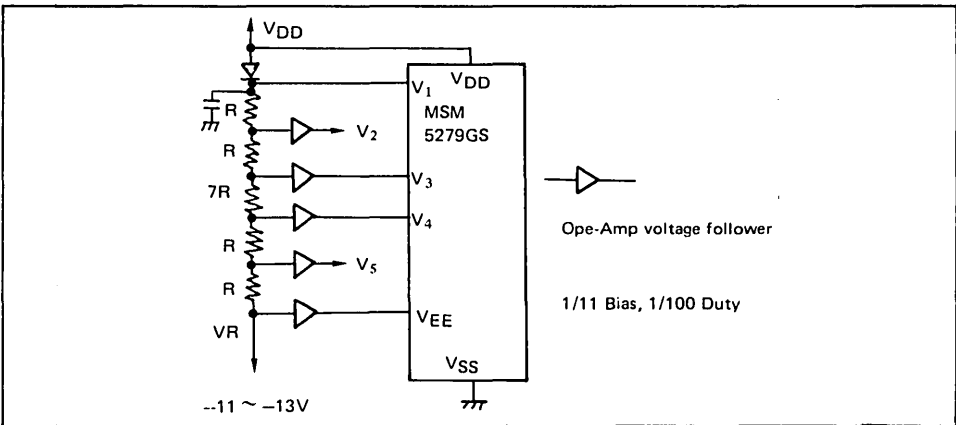 VDD
VDD
V1
MSM
5279GS
R
V2
R
V3
7R
V4
Ope-Amp voltage follower
R
V5
R
1/11 Bias, 1/100 Duty
VR
VEE
VSS
--11 ~ −13V